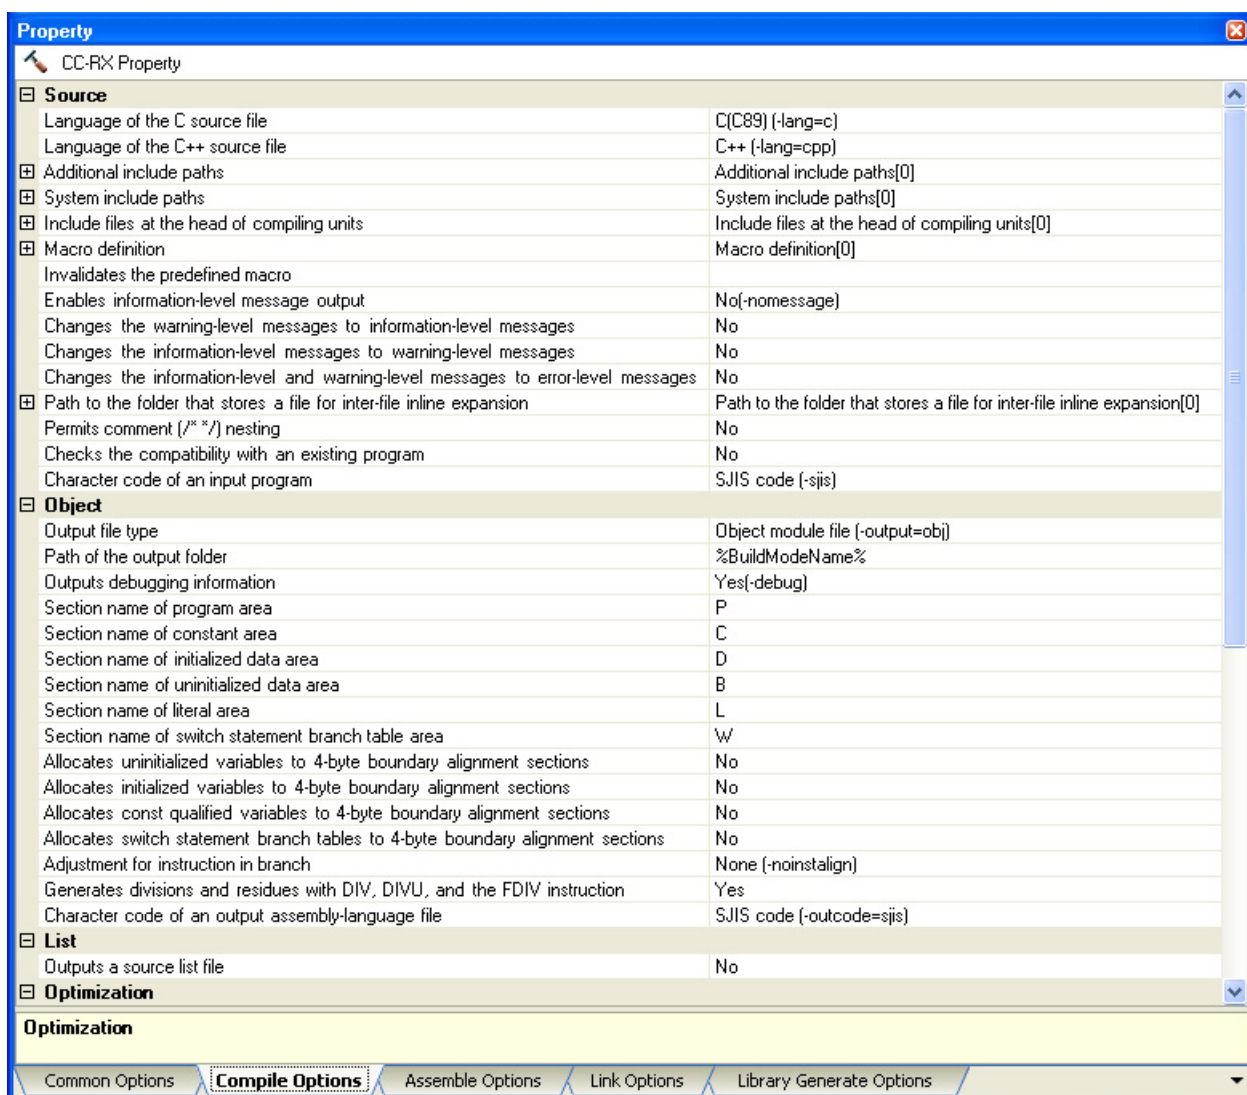 Property
CC-RX Property
Source
Language of the C source file C(C89) (-lang=c)
Language of the C++ source file C++ (-lang=cpp)
Additional include paths Additional include paths[0]
System include paths System include paths[0]
Include files at the head of compiling units Include files at the head of compiling units[0]
Macro definition Macro definition[0]
Invalidates the predefined macro
Enables information-level message output No(-nomessage)
Changes the warning-level messages to information-level messages No
Changes the information-level messages to warning-level messages No
Changes the information-level and warning-level messages to error-level messages No
Path to the folder that stores a file for inter-file inline expansion Path to the folder that stores a file for inter-file inline expansion[0]
Permits comment (/* */) nesting No
Checks the compatibility with an existing program No
Character code of an input program SJIS code (-sjis)
Object
Output file type Object module file (-output=obj)
Path of the output folder %BuildModeName%
Outputs debugging information Yes(-debug)
Section name of program area P
Section name of constant area C
Section name of initialized data area D
Section name of uninitialized data area B
Section name of literal area L
Section name of switch statement branch table area W
Allocates uninitialized variables to 4-byte boundary alignment sections No
Allocates initialized variables to 4-byte boundary alignment sections No
Allocates const qualified variables to 4-byte boundary alignment sections No
Allocates switch statement branch tables to 4-byte boundary alignment sections No
Adjustment for instruction in branch None (-noinstalign)
Generates divisions and residues with DIV, DIVU, and the FDIV instruction Yes
Character code of an output assembly-language file SJIS code (-outcode=sjis)
List
Outputs a source list file No
Optimization
Optimization
Common Options Compile Options Assemble Options Link Options Library Generate Options